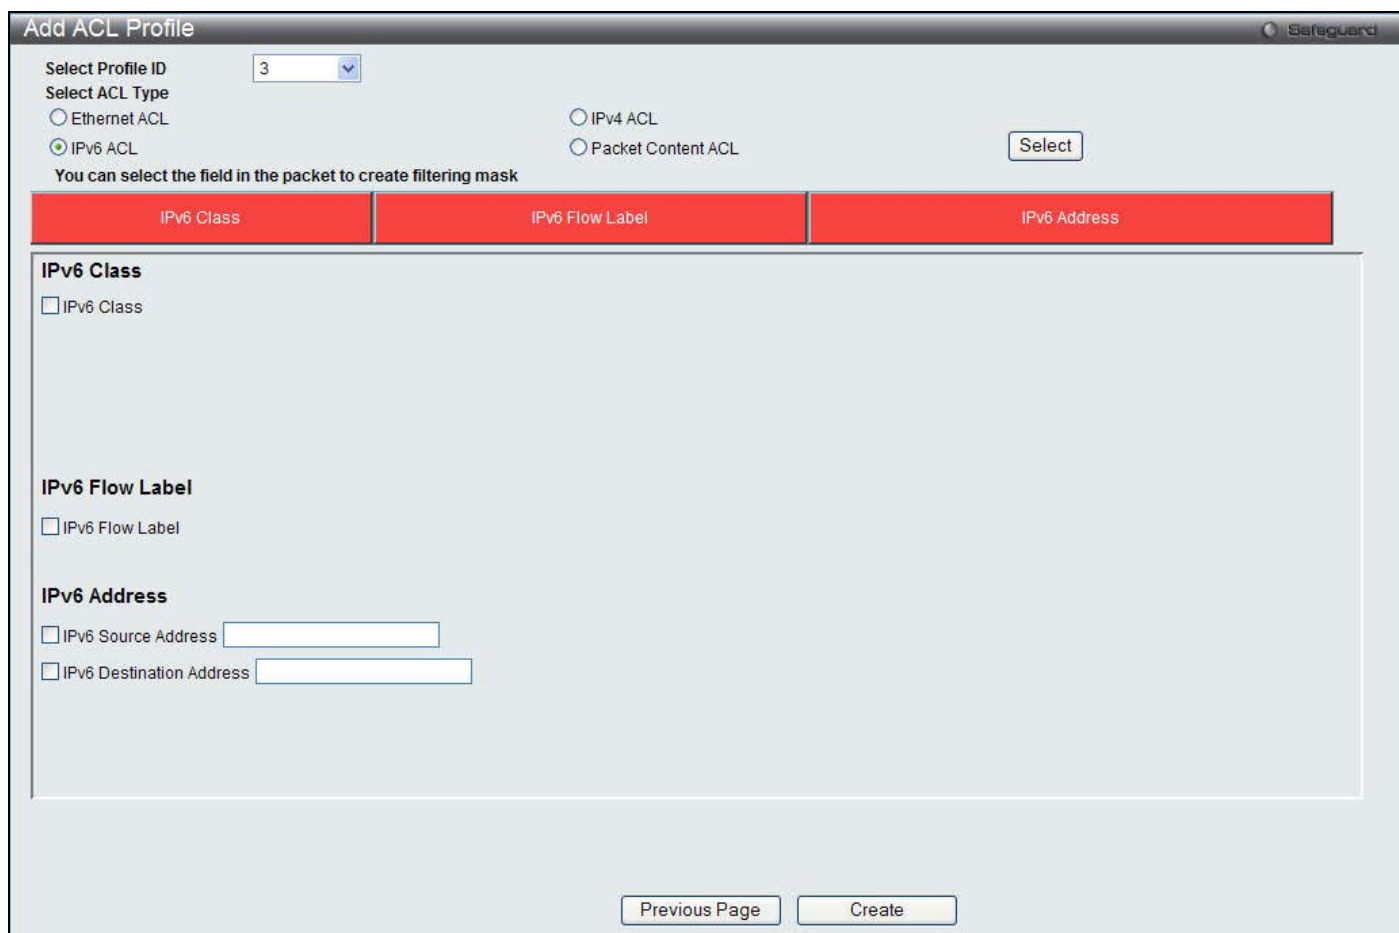 Add ACL Profile
Safeguard
Select Profile ID 3
Select ACL Type
Ethernet ACL IPv4 ACL
IPv6 ACL Packet Content ACL Select
You can select the field in the packet to create filtering mask
IPv6 Class IPv6 Flow Label IPv6 Address
IPv6 Class
IPv6 Class
IPv6 Flow Label
IPv6 Flow Label
IPv6 Address
IPv6 Source Address
IPv6 Destination Address
Previous Page Create